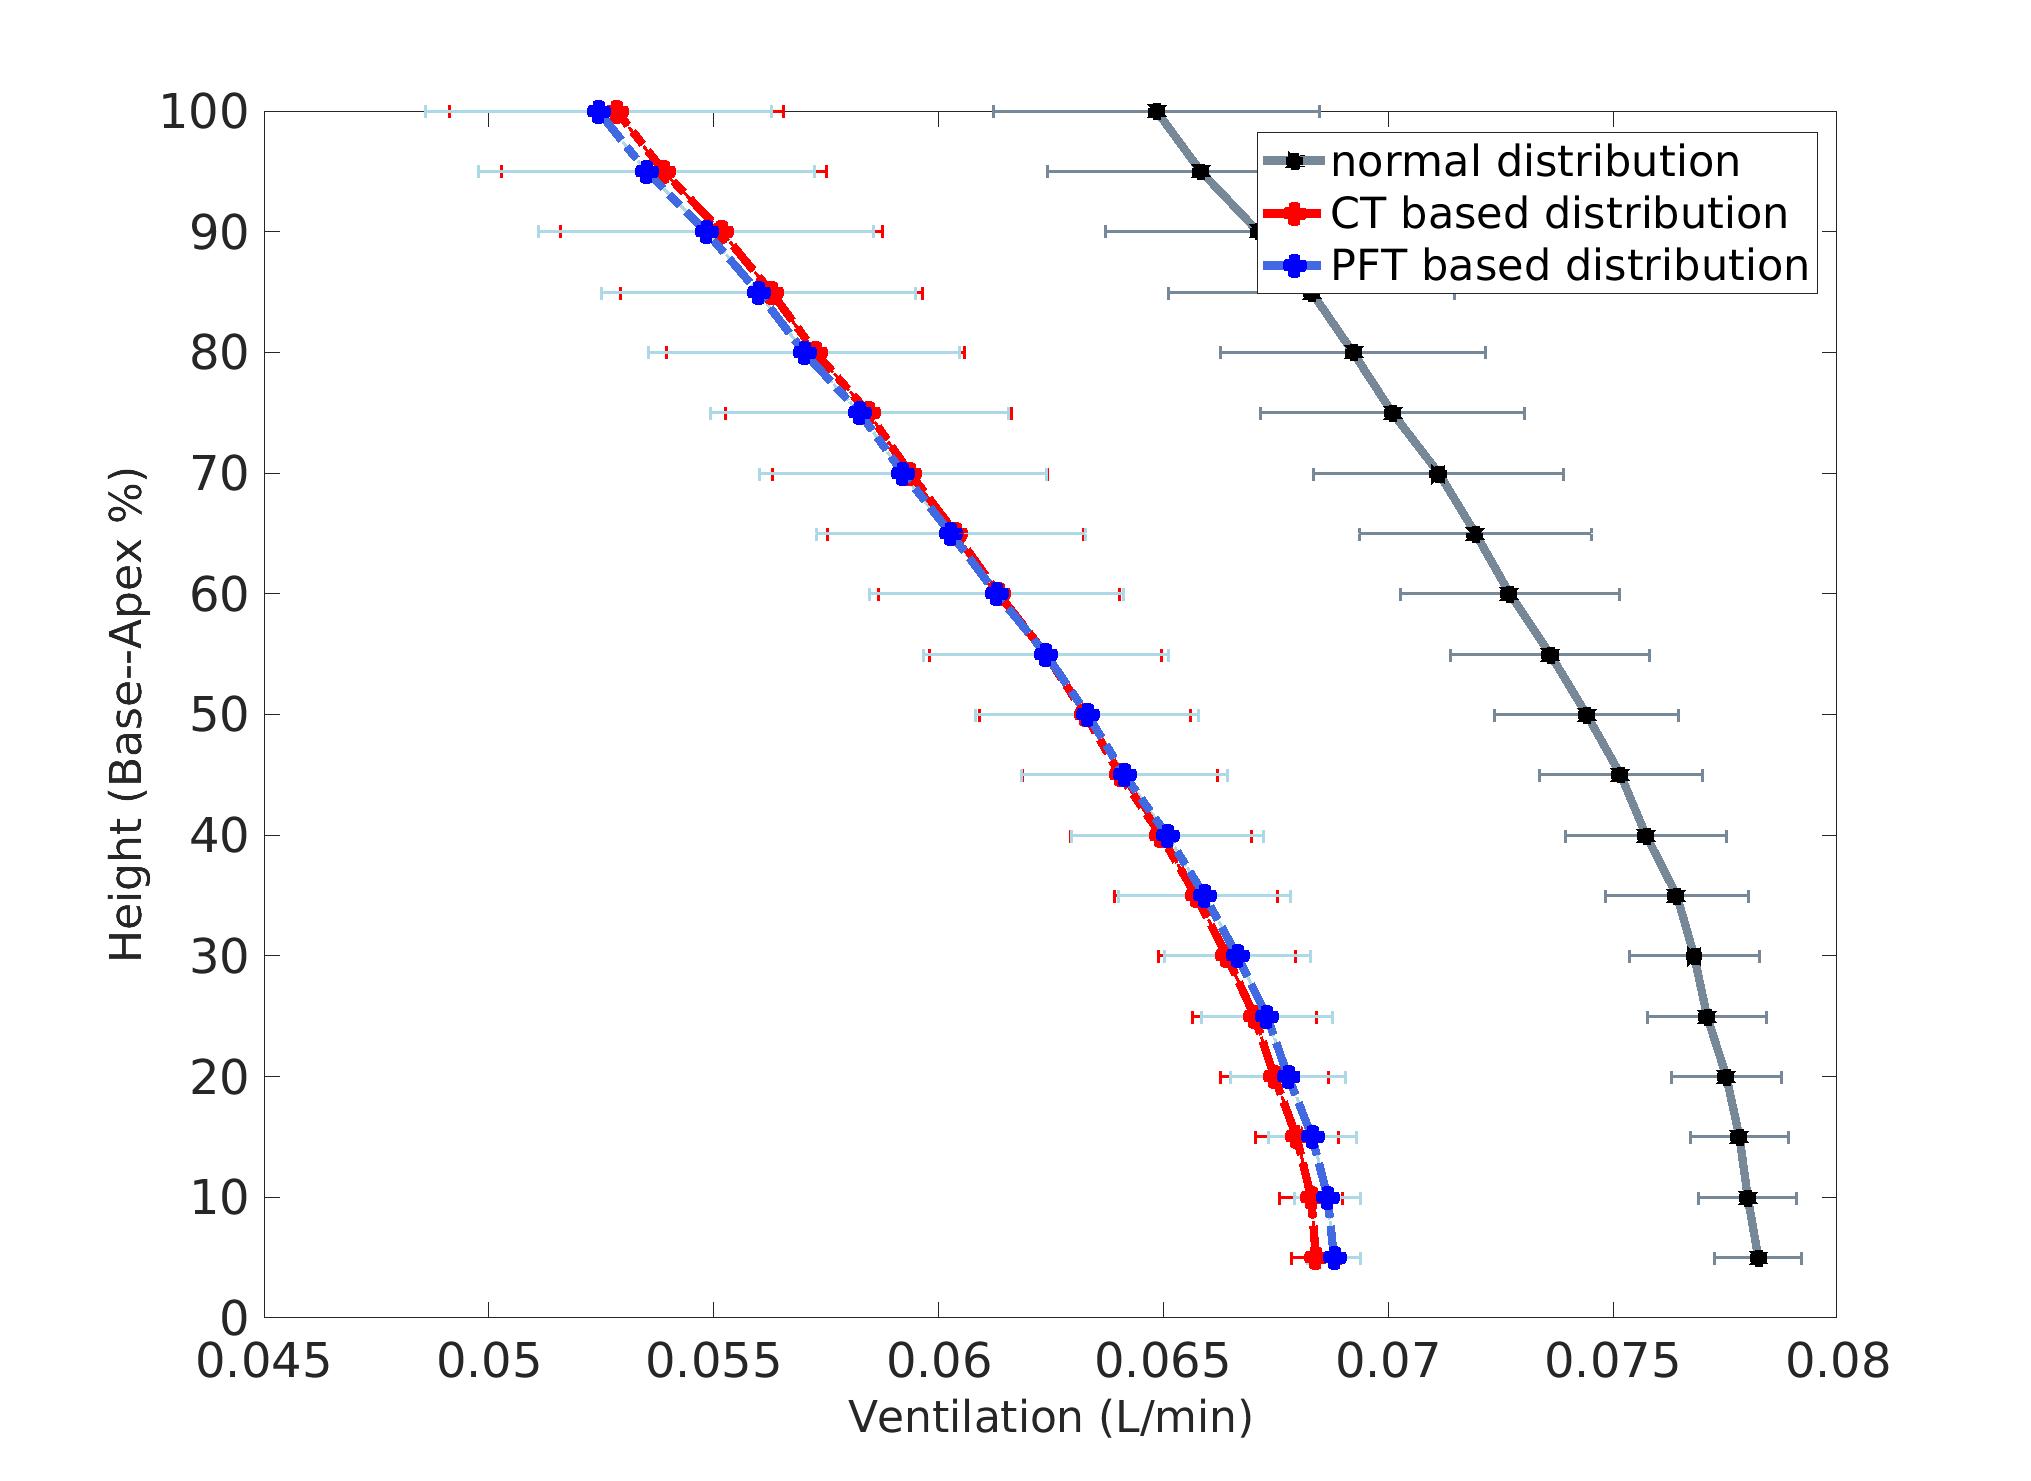 100
90
80
70
60
50
40
30
20
10
0
Height (Base--Apex %)
normal distribution
CT based distribution
PFT based distribution
0.045 0.05 0.055 0.06 0.065 0.07 0.075 0.08
Ventilation (L/min)